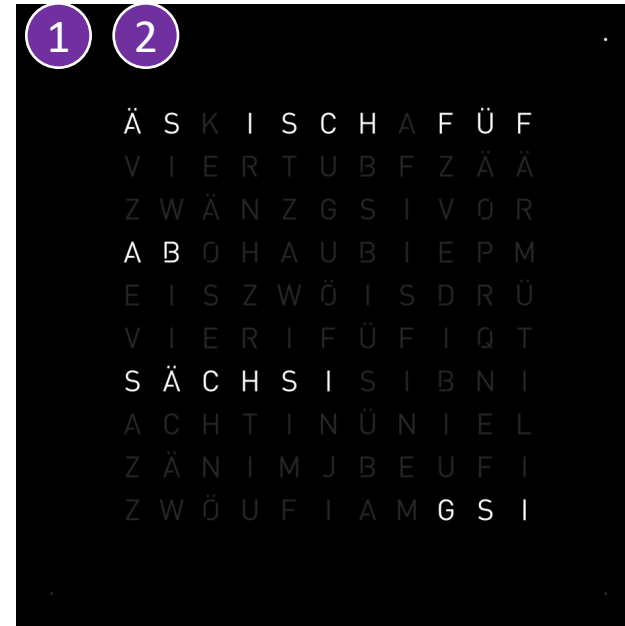 1 2
ÄSKISCHAFÜF
VIERTUBFZÄÄ
ZWÄNZGSIVOR
ABOHAUBIEPM
EISZWÖISDRÜ
VIERIFÜFIQT
SÄCHSISIBNI
ACHTINÜNIEL
ZÄNIMJBEUFI
ZWÖUFIAMGSI